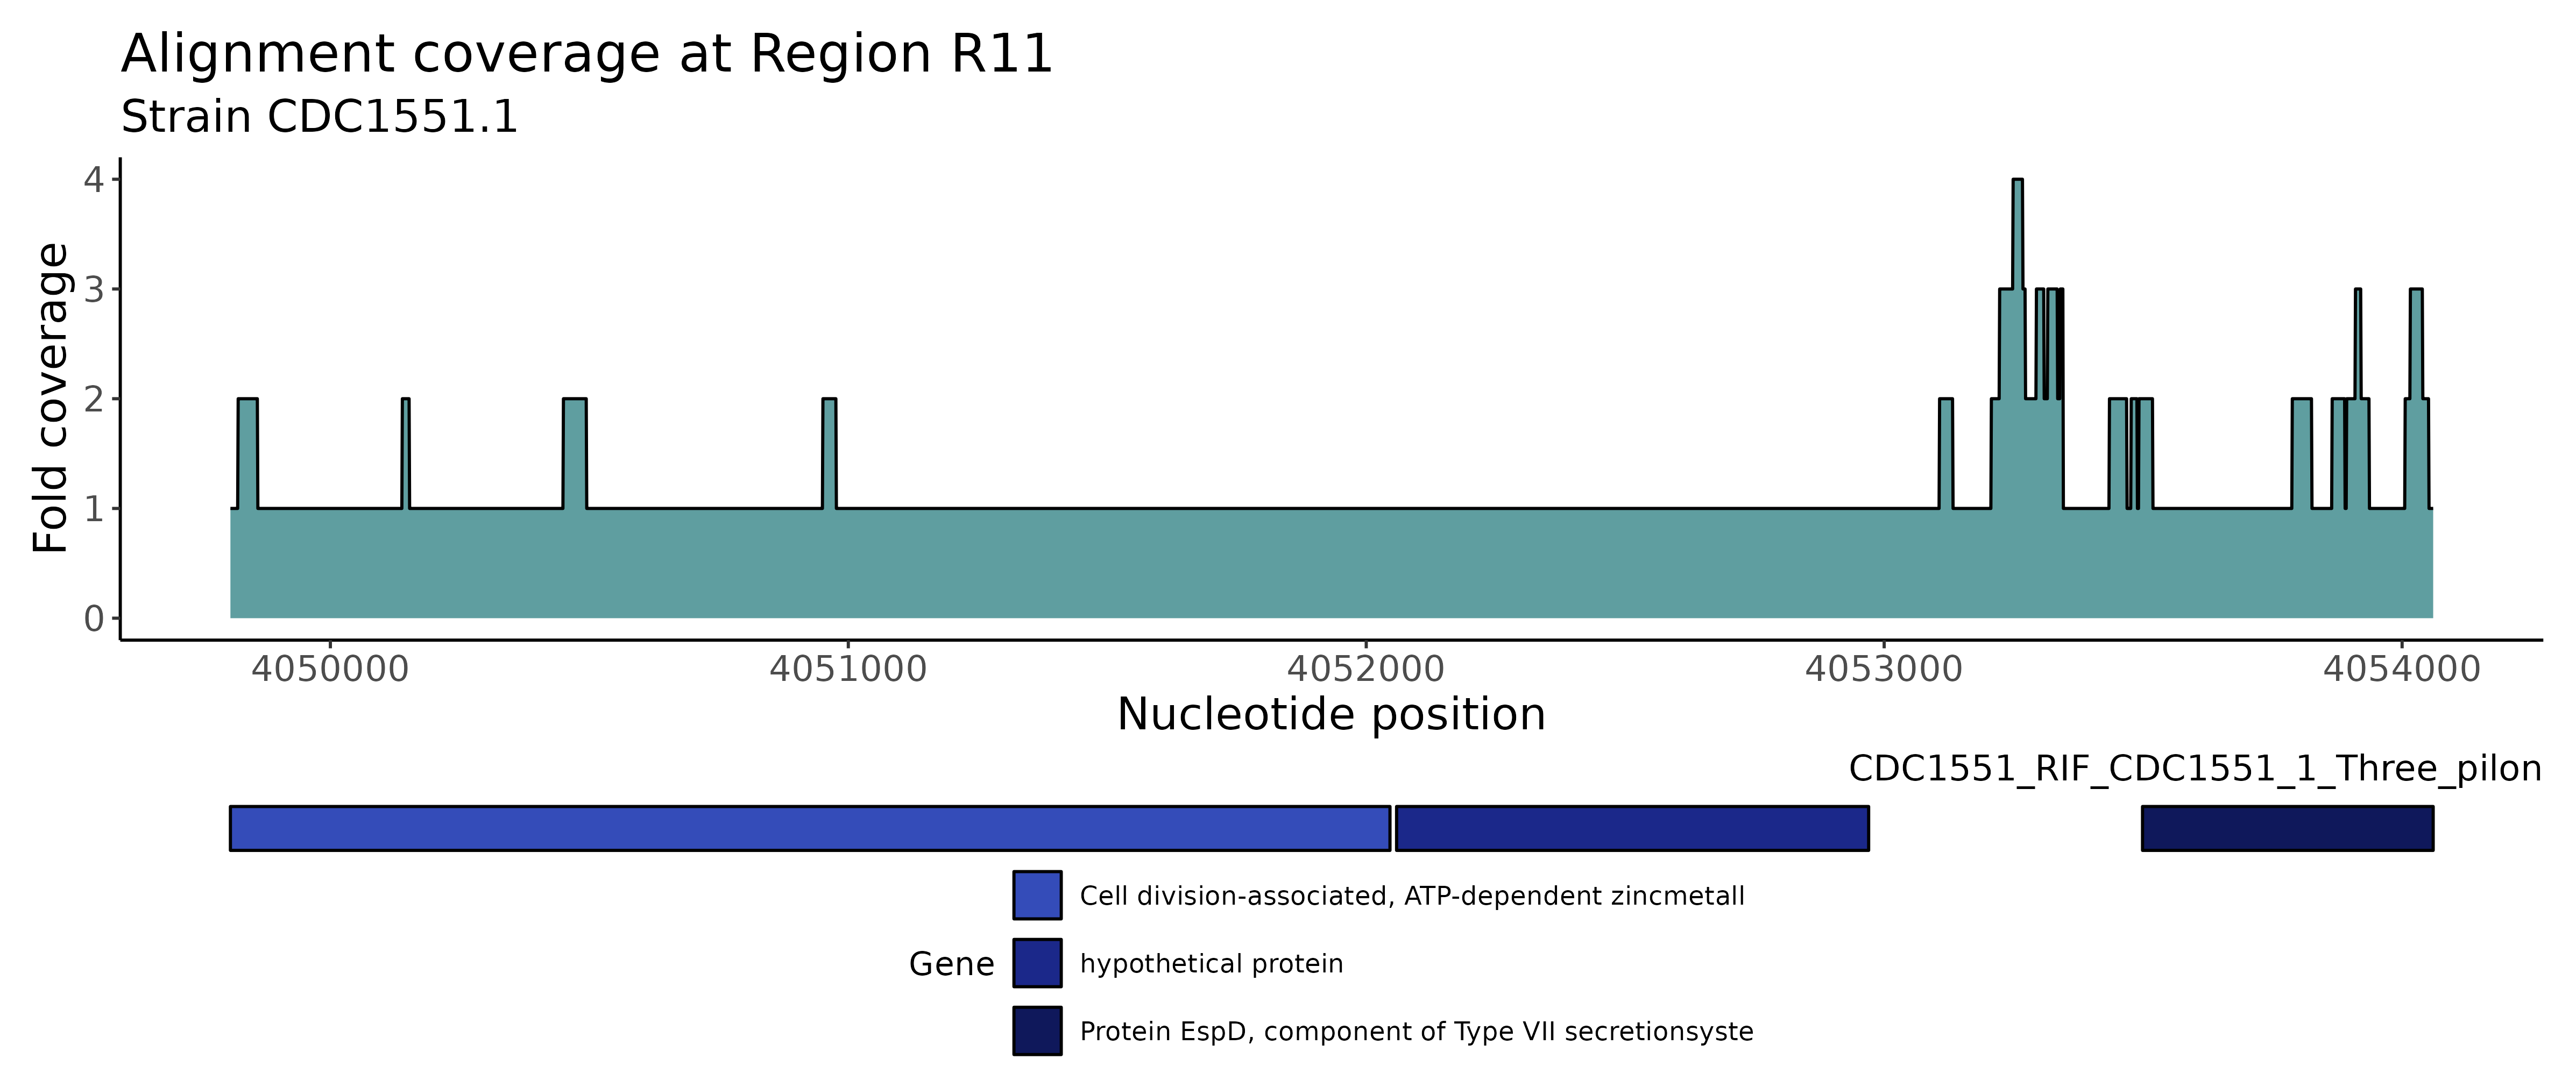 Alignment coverage at Region R11
Strain CDC1551.1
Fold coverage
4
3
2
1
0
4050000 4051000 4052000 4053000 4054000
Nucleotide position
CDC1551_RIF_CDC1551_1_Three_pilon
Gene
Cell division-associated, ATP-dependent zincmetall
hypothetical protein
Protein EspD, component of Type VII secretionsyste